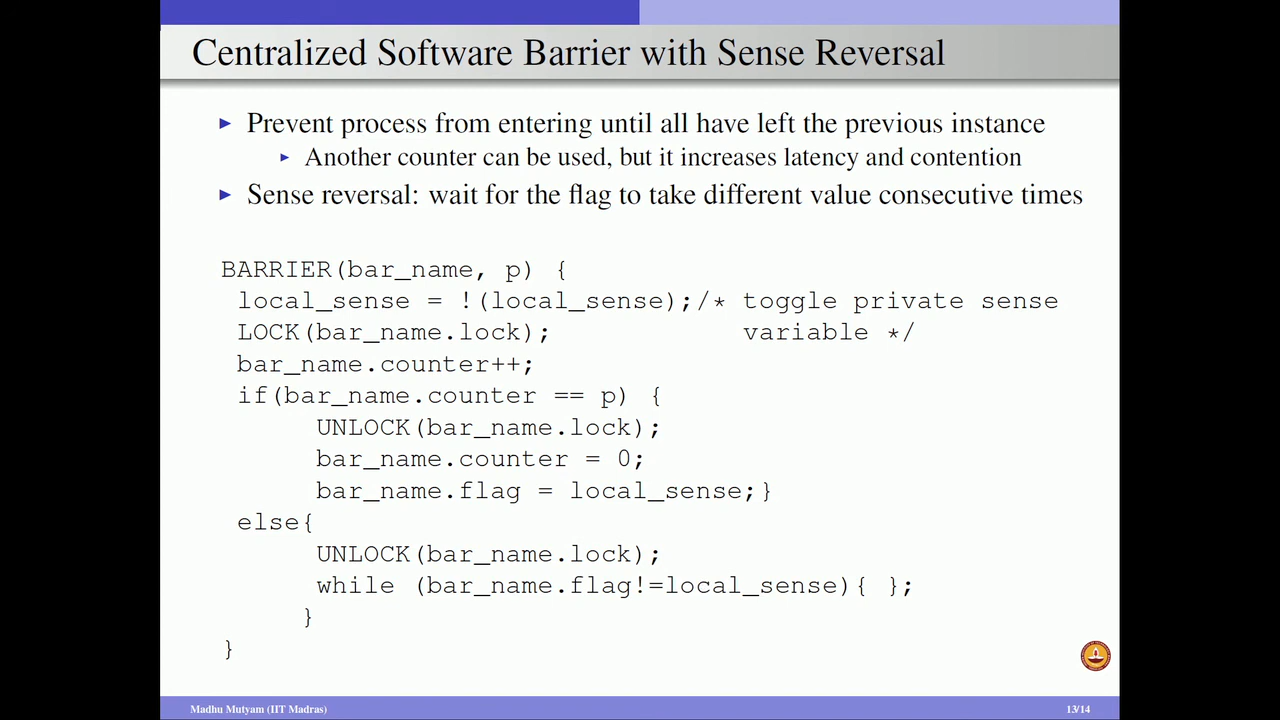 Centralized Software Barrier with Sense Reversal
Prevent process from entering until all have left the previous instance
Another counter can be used, but it increases latency and contention
Sense reversal: wait for the flag to take different value consecutive times
BARRIER(bar_name, p) {
local_sense = !(local_sense);/* toggle private sense
LOCK(bar_name.lock); variable */
bar_name.counter++;
if(bar_name.counter == p) {
UNLOCK(bar_name.lock);
bar_name.counter = 0;
bar_name.flag = local_sense;}
else{
UNLOCK(bar_name.lock);
while (bar_name.flag!=local_sense){ };
}
}
Madhu Mutyam (IIT Madras) 13/14